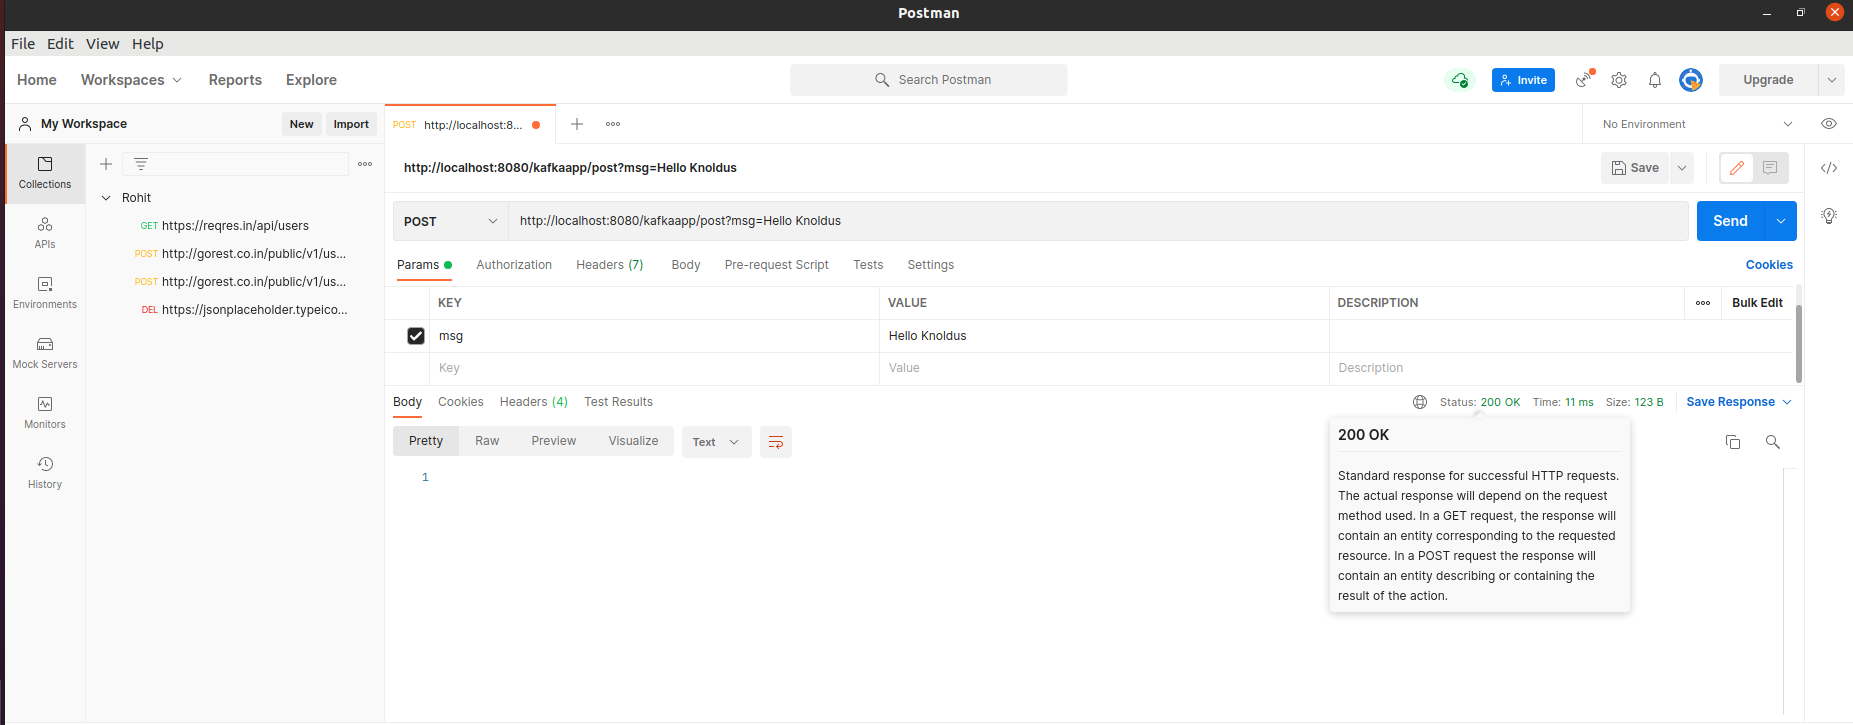 Postman
File Edit View Help
Home Workspaces Reports Explore Search Postman Invite Upgrade
My Workspace New Import POST http://localhost:8... No Environment
http://localhost:8080/kafkaapp/post?msg=Hello Knoldus Save
Collections
APIs
Environments
Mock Servers
Monitors
History
Rohit
GET https://reqres.in/api/users
POST http://gorest.co.in/public/v1/us...
POST http://gorest.co.in/public/v1/us...
DEL https://jsonplaceholder.typeico...
POST http://localhost:8080/kafkaapp/post?msg=Hello Knoldus Send
Params Authorization Headers (7) Body Pre-request Script Tests Settings Cookies
KEY VALUE DESCRIPTION Bulk Edit
msg Hello Knoldus
Key Value Description
Body Cookies Headers (4) Test Results Status: 200 OK Time: 11 ms Size: 123 B Save Response
Pretty Raw Preview Visualize Text
1
200 OK
Standard response for successful HTTP requests.
The actual response will depend on the request
method used. In a GET request, the response will
contain an entity corresponding to the requested
resource. In a POST request the response will
contain an entity describing or containing the
result of the action.